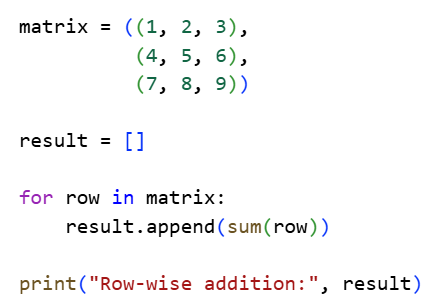 matrix = ((1, 2, 3),
          (4, 5, 6),
          (7, 8, 9))

result = []

for row in matrix:
    result.append(sum(row))

print("Row-wise addition:", result)